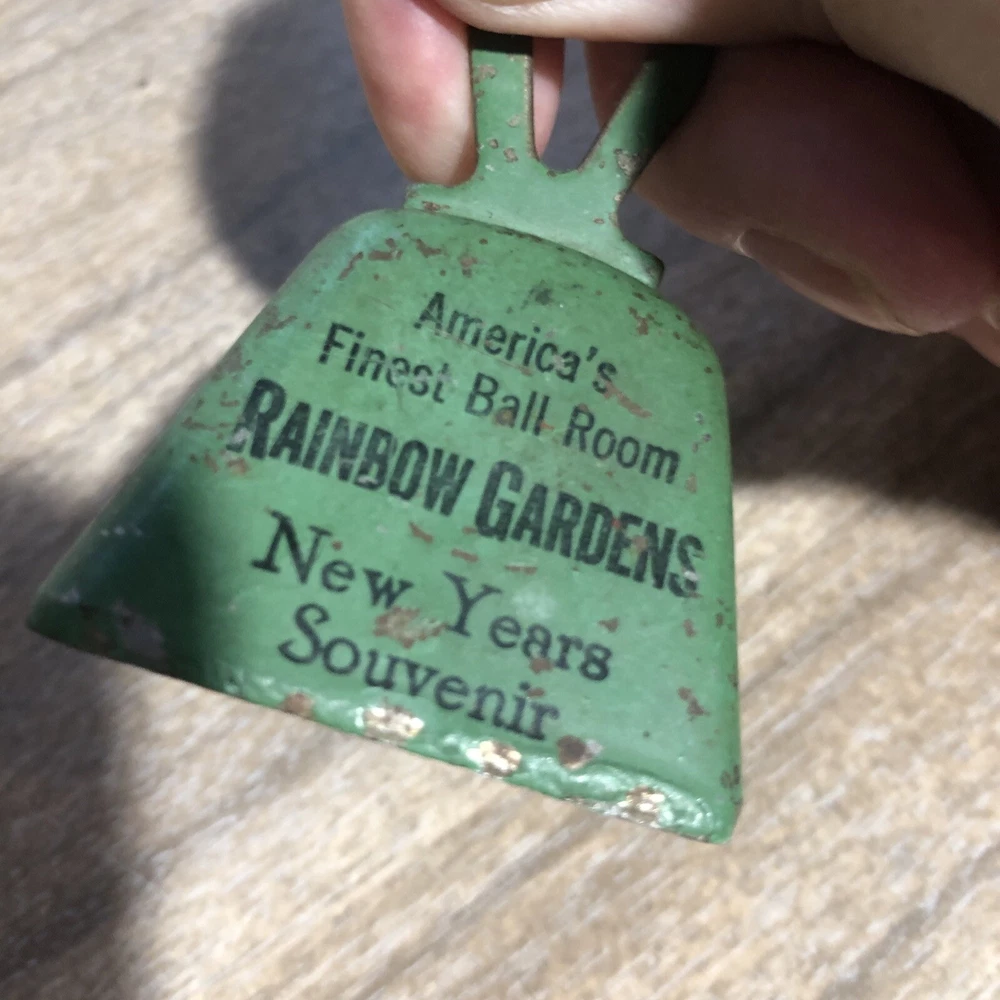 America's
Finest Ball Room
RAINBOW GARDENS
New Years
Souvenir